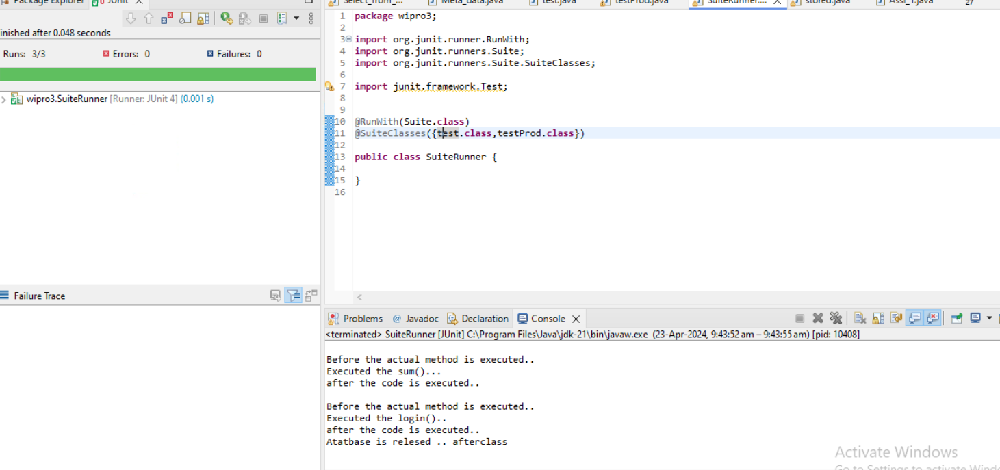 Package Explorer JUnit
inished after 0.048 seconds
Runs: 3/3 Errors: 0 Failures: 0
wipro3.SuiteRunner [Runner: JUnit 4] (0.001 s)
Failure Trace
Select_from_... Meta_data.java test.java testProd.java SuiteRunner.... stored.java Assi_1.java 27
1 package wipro3;
2
3 import org.junit.runner.RunWith;
4 import org.junit.runners.Suite;
5 import org.junit.runners.Suite.SuiteClasses;
6
7 import junit.framework.Test;
8
9
10 @RunWith(Suite.class)
11 @SuiteClasses({test.class,testProd.class})
12
13 public class SuiteRunner {
14
15 }
16
Problems @ Javadoc Declaration Console
<terminated> SuiteRunner [JUnit] C:\Program Files\Java\jdk-21\bin\javaw.exe (23-Apr-2024, 9:43:52 am – 9:43:55 am) [pid: 10408]
Before the actual method is executed..
Executed the sum()...
after the code is executed..
Before the actual method is executed..
Executed the login()..
after the code is executed..
Atatbase is relesed .. afterclass
Activate Windows
Go to Settings to activate Wind